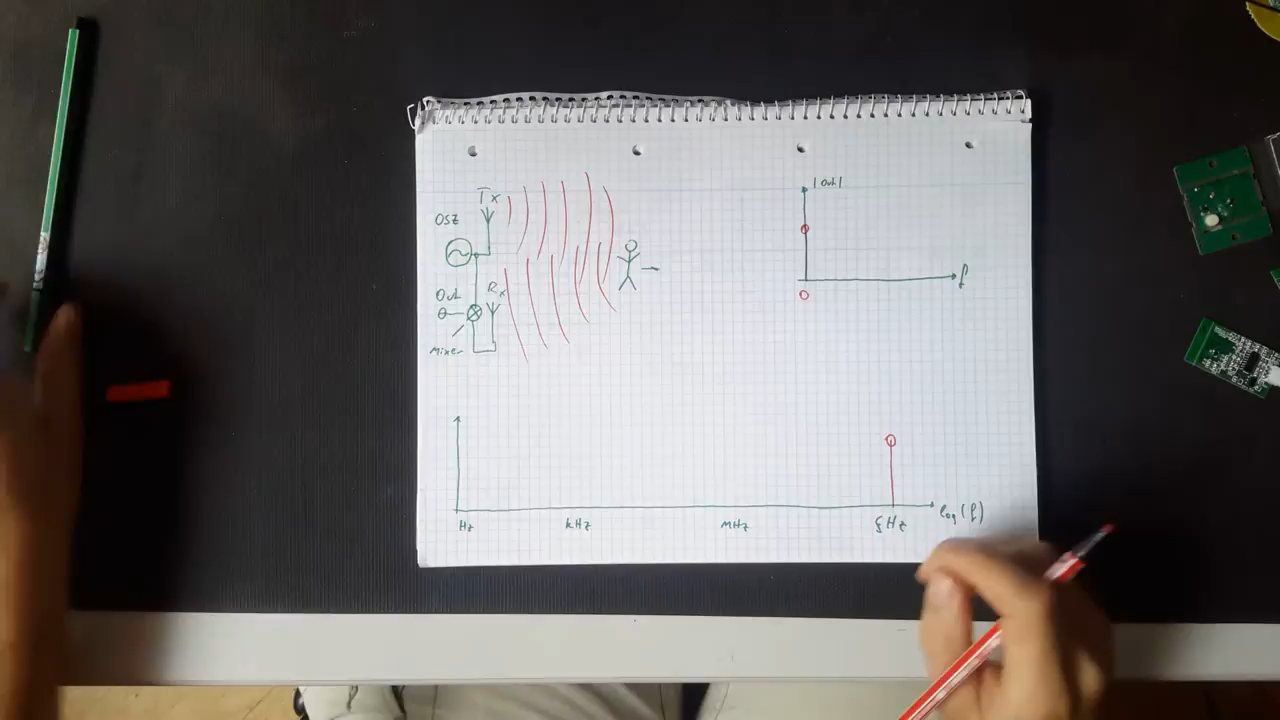 Tx
Osz
Out
Rx
Mixer
|Out|
f
Hz kHz MHz GHz log(f)